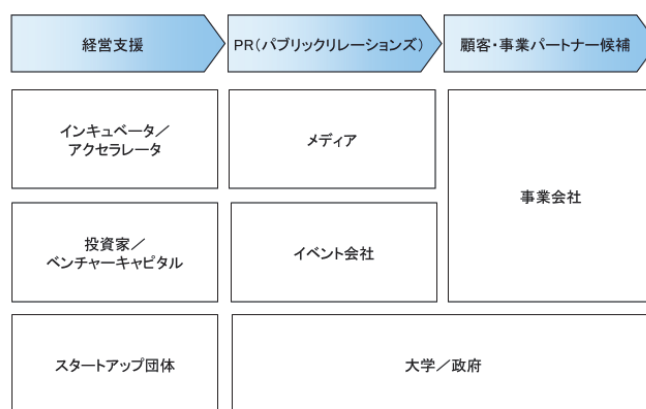 経営支援
PR(パブリックリレーションズ)
顧客・事業パートナー候補
インキュベータ／
アクセラレータ
メディア
事業会社
投資家／
ベンチャーキャピタル
イベント会社
スタートアップ団体
大学／政府